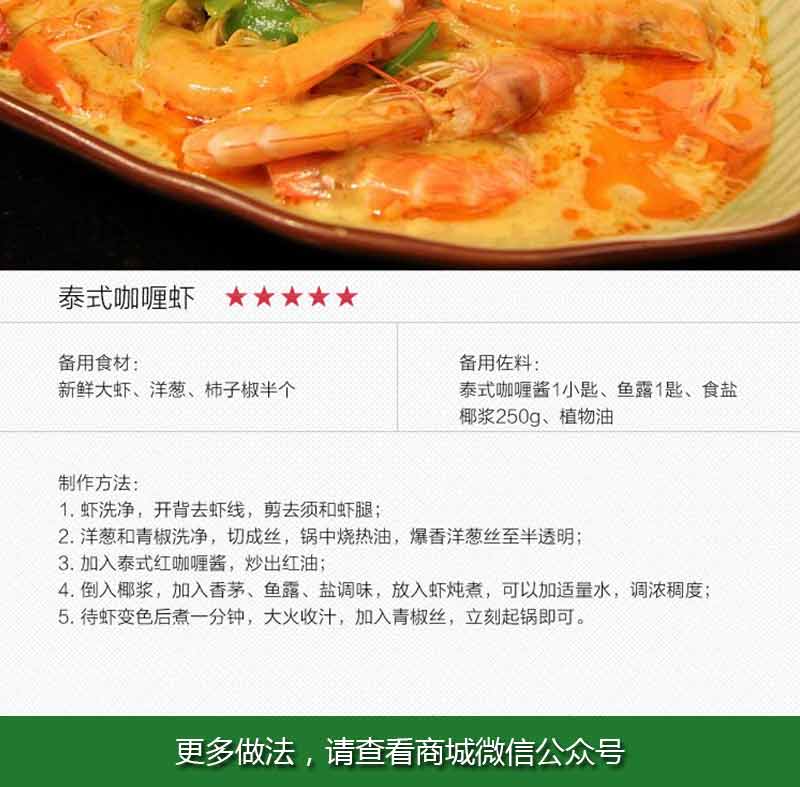 泰式咖喱虾 ★★★★★
备用食材：
新鲜大虾、洋葱、柿子椒半个
备用佐料：
泰式咖喱酱1小匙、鱼露1匙、食盐
椰浆250g、植物油
制作方法：
1. 虾洗净，开背去虾线，剪去须和虾腿；
2. 洋葱和青椒洗净，切成丝，锅中烧热油，爆香洋葱丝至半透明；
3. 加入泰式红咖喱酱，炒出红油；
4. 倒入椰浆，加入香茅、鱼露、盐调味，放入虾炖煮，可以加适量水，调浓稠度；
5. 待虾变色后煮一分钟，大火收汁，加入青椒丝，立刻起锅即可。
更多做法，请查看商城微信公众号